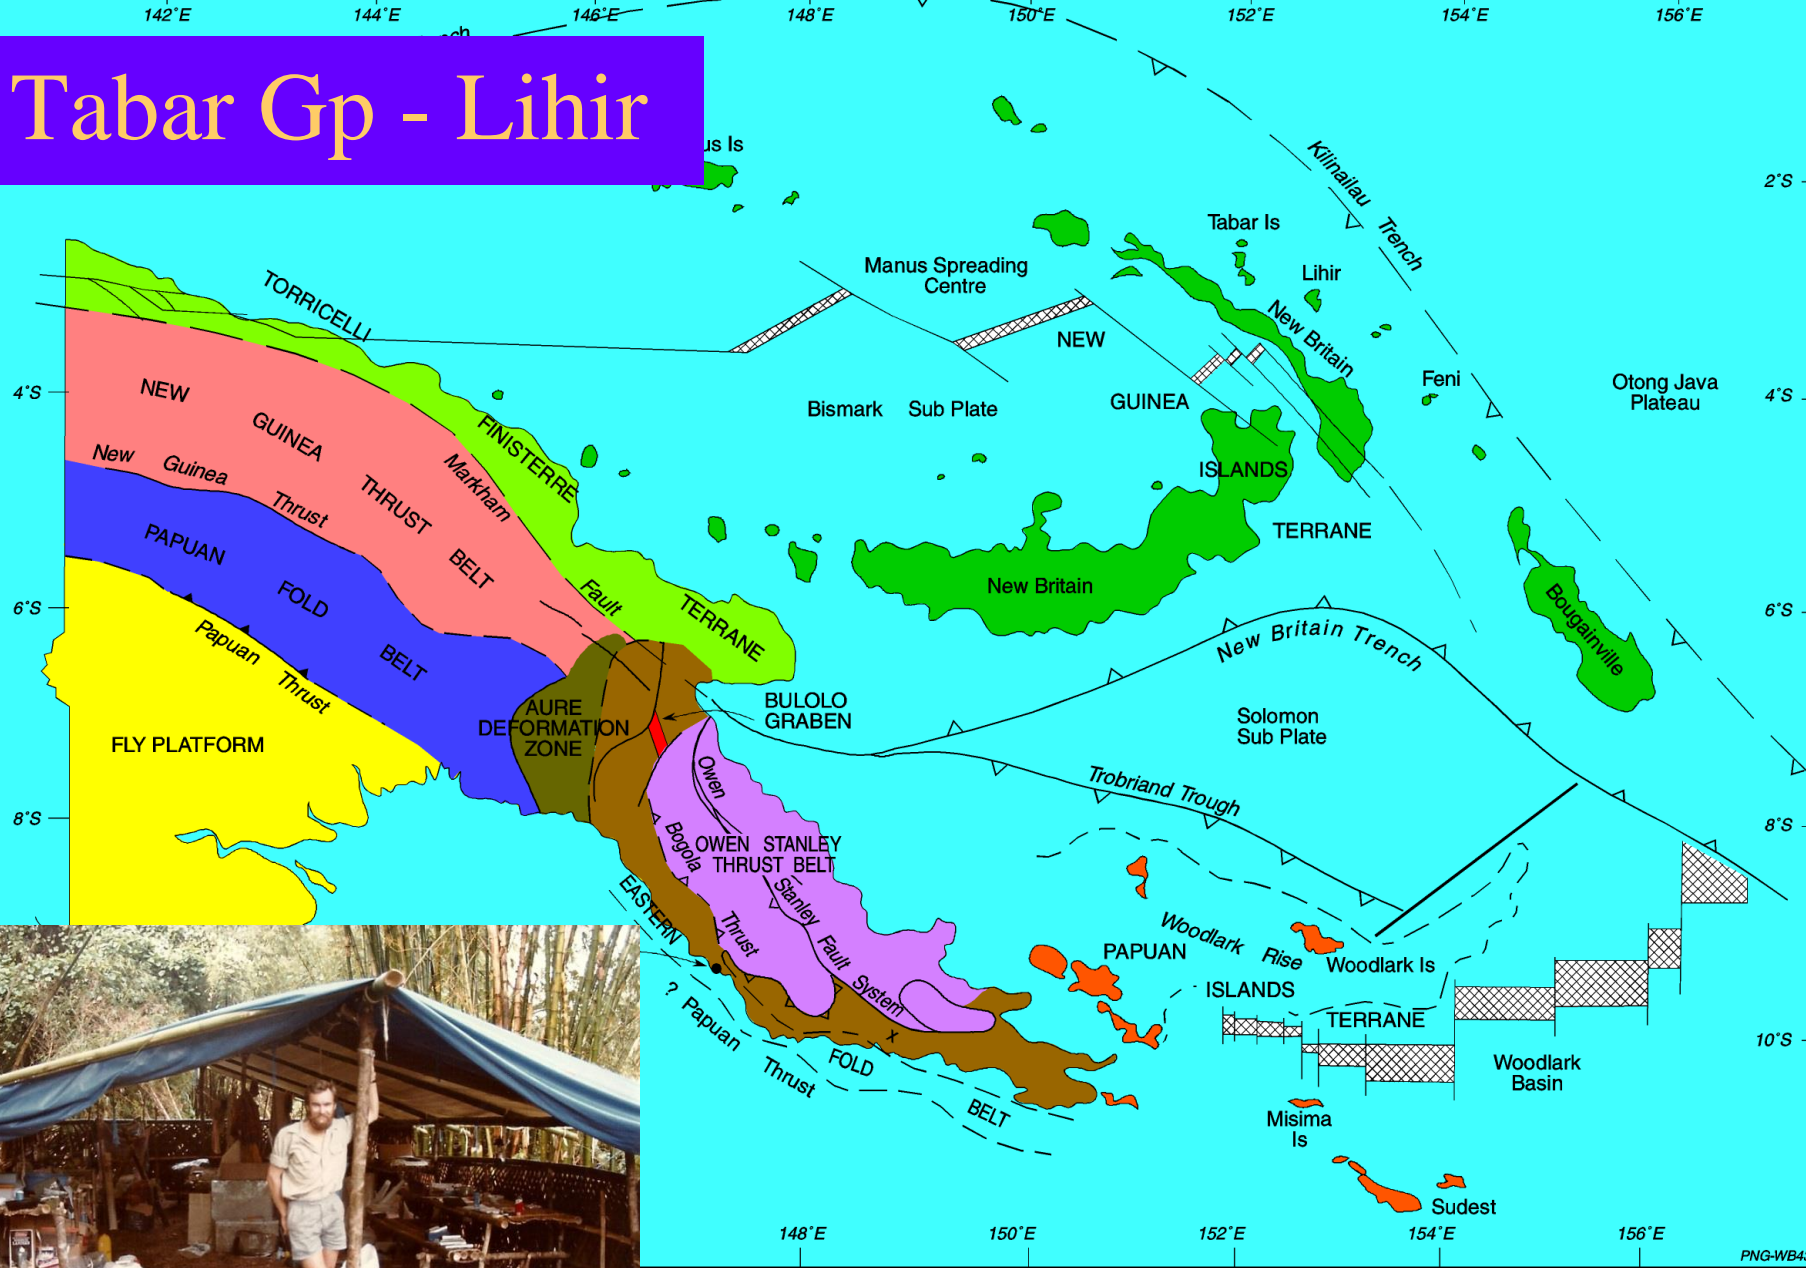 142˚E
144˚E
146˚E
148˚E
150˚E
152˚E
154˚E
156˚E
Tabar Gp - Lihir
us Is
Kilinailau Trench
2˚S
Tabar Is
Lihir
Manus Spreading
Centre
TORRICELLI
New Britain
NEW
GUINEA
ISLANDS
TERRANE
Feni
Otong Java
Plateau
4˚S
4˚S
Bismark Sub Plate
NEW GUINEA THRUST BELT
FINISTERRE
TERRANE
Markham Fault
New Guinea Thrust
PAPUAN FOLD BELT
New Britain
Bougainville
6˚S
6˚S
Papuan Thrust
New Britain Trench
FLY PLATFORM
AURE
DEFORMATION
ZONE
BULOLO
GRABEN
Solomon
Sub Plate
Trobriand Trough
8˚S
8˚S
Owen Stanley Fault System
OWEN STANLEY
THRUST BELT
Bogola Thrust
EASTERN
FOLD
BELT
? Papuan Thrust
Woodlark Rise
PAPUAN
ISLANDS
TERRANE
Woodlark Is
x
10˚S
Woodlark
Basin
Misima
Is
Sudest
148˚E
150˚E
152˚E
154˚E
156˚E